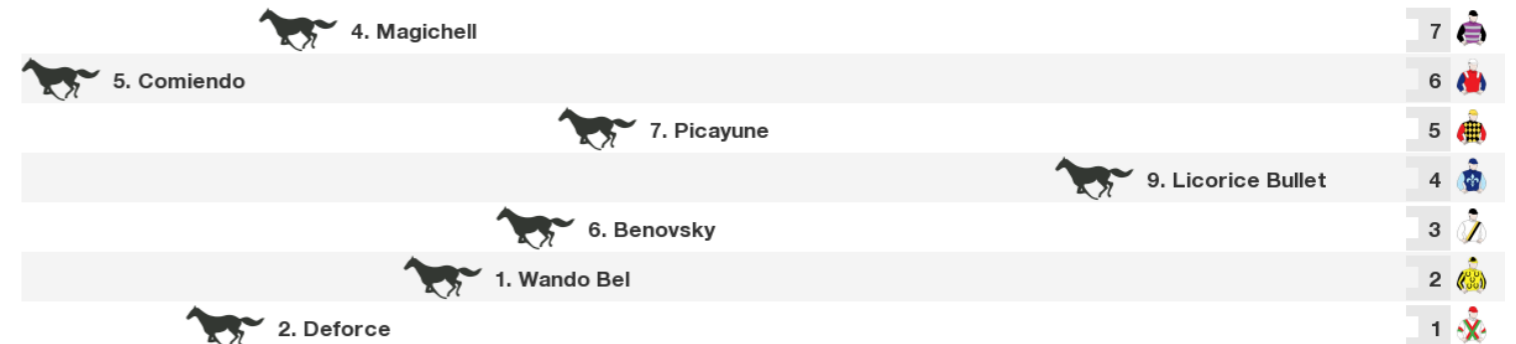 4. Magichell 7
5. Comiendo 6
7. Picayune 5
9. Licorice Bullet 4
6. Benovsky 3
1. Wando Bel 2
2. Deforce 1